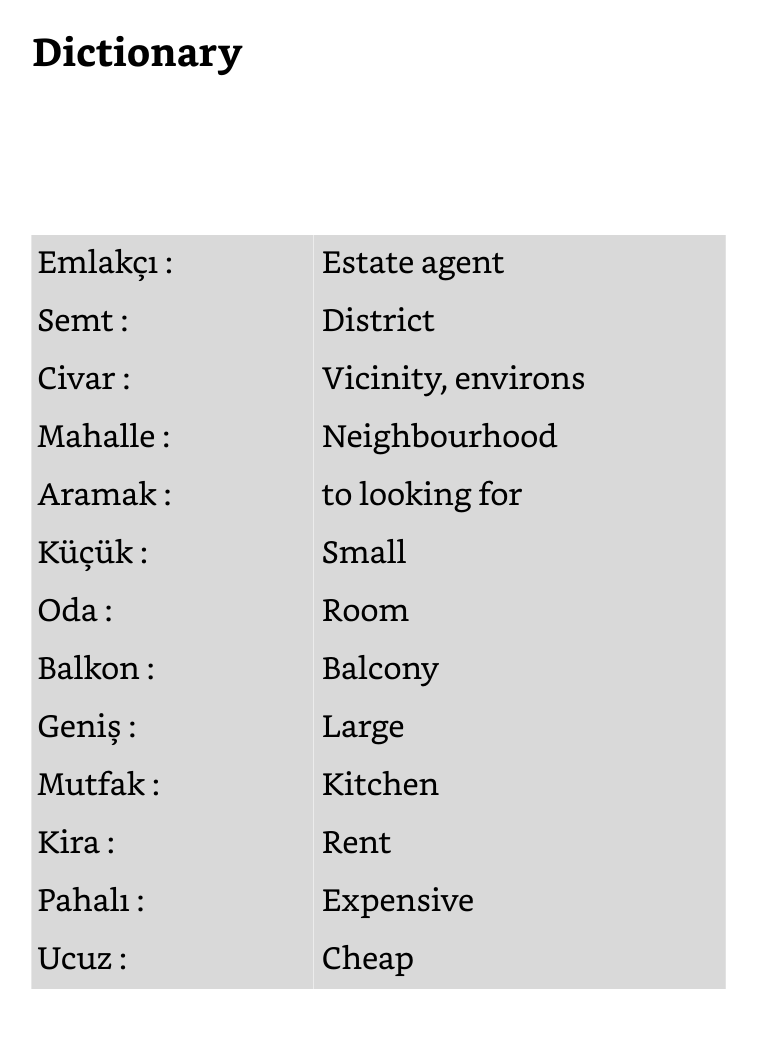 Dictionary
Emlakçı : Estate agent
Semt : District
Civar : Vicinity, environs
Mahalle : Neighbourhood
Aramak : to looking for
Küçük : Small
Oda : Room
Balkon : Balcony
Geniş : Large
Mutfak : Kitchen
Kira : Rent
Pahalı : Expensive
Ucuz : Cheap